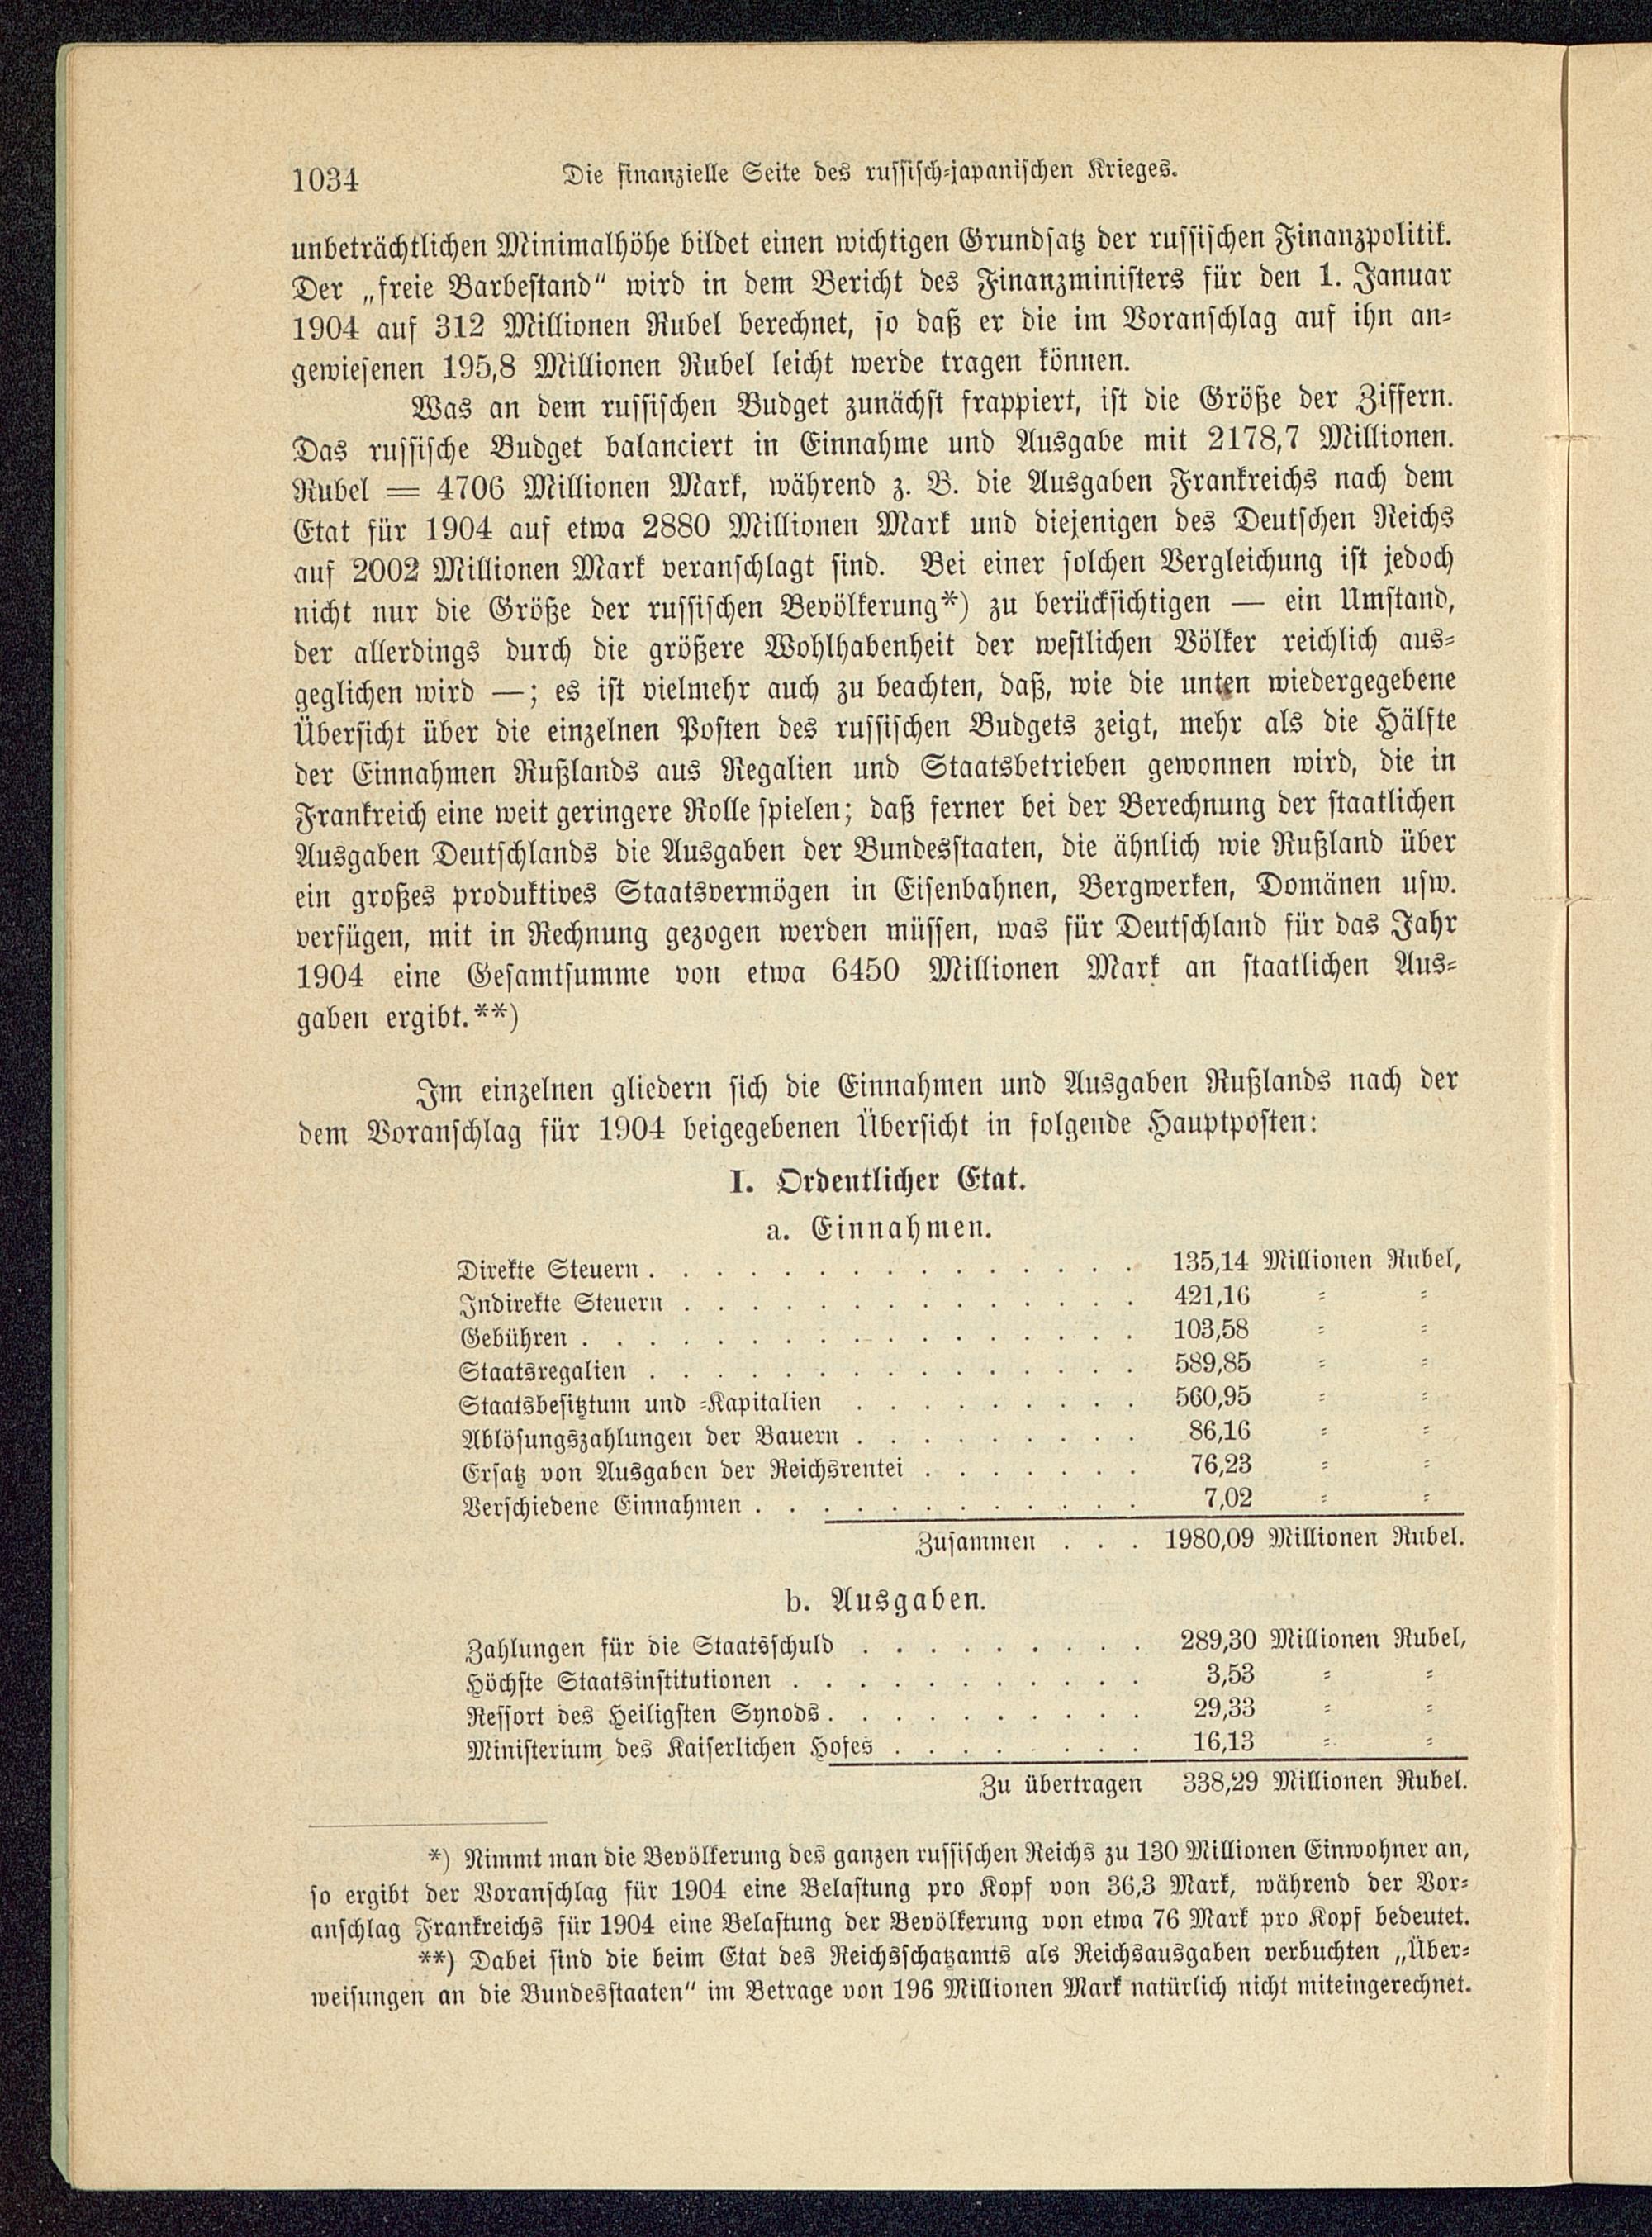 1034 Die finanzielle Seite des russisch-japanischen Krieges.
unbeträchtlichen Minimalhöhe bildet einen wichtigen Grundsatz der russischen Finanzpolitik.
Der „freie Barbestand“ wird in dem Bericht des Finanzministers für den 1. Januar
1904 auf 312 Millionen Rubel berechnet, so daß er die im Voranschlag auf ihn an-
gewiesenen 195,8 Millionen Rubel leicht werde tragen können.
Was an dem russischen Budget zunächst frappiert, ist die Größe der Ziffern.
Das russische Budget balanciert in Einnahme und Ausgabe mit 2178,7 Millionen.
Rubel = 4706 Millionen Mark, während z. B. die Ausgaben Frankreichs nach dem
Etat für 1904 auf etwa 2880 Millionen Mark und diejenigen des Deutschen Reichs
auf 2002 Millionen Mark veranschlagt sind. Bei einer solchen Vergleichung ist jedoch
nicht nur die Größe der russischen Bevölkerung*) zu berücksichtigen — ein Umstand,
der allerdings durch die größere Wohlhabenheit der westlichen Völker reichlich aus-
geglichen wird —; es ist vielmehr auch zu beachten, daß, wie die unten wiedergegebene
Übersicht über die einzelnen Posten des russischen Budgets zeigt, mehr als die Hälfte
der Einnahmen Rußlands aus Regalien und Staatsbetrieben gewonnen wird, die in
Frankreich eine weit geringere Rolle spielen; daß ferner bei der Berechnung der staatlichen
Ausgaben Deutschlands die Ausgaben der Bundesstaaten, die ähnlich wie Rußland über
ein großes produktives Staatsvermögen in Eisenbahnen, Bergwerken, Domänen usw.
verfügen, mit in Rechnung gezogen werden müssen, was für Deutschland für das Jahr
1904 eine Gesamtsumme von etwa 6450 Millionen Mark an staatlichen Aus-
gaben ergibt.**)
Im einzelnen gliedern sich die Einnahmen und Ausgaben Rußlands nach der
dem Voranschlag für 1904 beigegebenen Übersicht in folgende Hauptposten:
I. Ordentlicher Etat.
a. Einnahmen.
Direkte Steuern . . . . . . . . . . . . . . . 135,14 Millionen Rubel,
Indirekte Steuern . . . . . . . . . . . . . . 421,16 = =
Gebühren . . . . . . . . . . . . . . . . . 103,58 = =
Staatsregalien . . . . . . . . . . . . . . . 589,85 = =
Staatsbesitztum und -Kapitalien . . . . . . . . . 560,95 = =
Ablösungszahlungen der Bauern . . . . . . . . . 86,16 = =
Ersatz von Ausgaben der Reichsrentei . . . . . . . 76,23 = =
Verschiedene Einnahmen . . . . . . . . . . . . 7,02 = =
Zusammen . . . 1980,09 Millionen Rubel.
b. Ausgaben.
Zahlungen für die Staatsschuld . . . . . . . . . 289,30 Millionen Rubel,
Höchste Staatsinstitutionen . . . . . . . . . . . 3,53 = =
Ressort des Heiligsten Synods . . . . . . . . . . 29,33 = =
Ministerium des Kaiserlichen Hofes . . . . . . . . 16,13 = =
Zu übertragen 338,29 Millionen Rubel.
*) Nimmt man die Bevölkerung des ganzen russischen Reichs zu 130 Millionen Einwohner an,
so ergibt der Voranschlag für 1904 eine Belastung pro Kopf von 36,3 Mark, während der Vor-
anschlag Frankreichs für 1904 eine Belastung der Bevölkerung von etwa 76 Mark pro Kopf bedeutet.
**) Dabei sind die beim Etat des Reichsschatzamts als Reichsausgaben verbuchten „Über-
weisungen an die Bundesstaaten“ im Betrage von 196 Millionen Mark natürlich nicht miteingerechnet.